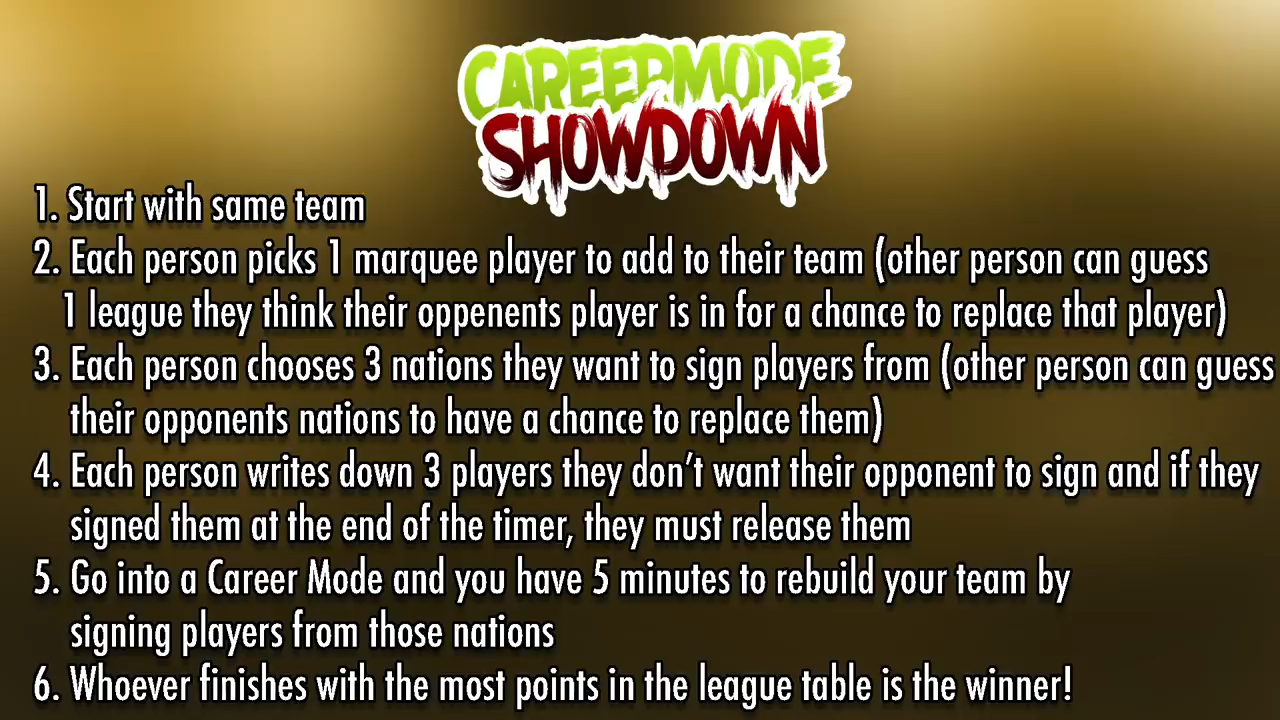 CAREER MODE
SHOWDOWN
1. Start with same team
2. Each person picks 1 marquee player to add to their team (other person can guess
1 league they think their oppenents player is in for a chance to replace that player)
3. Each person chooses 3 nations they want to sign players from (other person can guess
their opponents nations to have a chance to replace them)
4. Each person writes down 3 players they don’t want their opponent to sign and if they
signed them at the end of the timer, they must release them
5. Go into a Career Mode and you have 5 minutes to rebuild your team by
signing players from those nations
6. Whoever finishes with the most points in the league table is the winner!